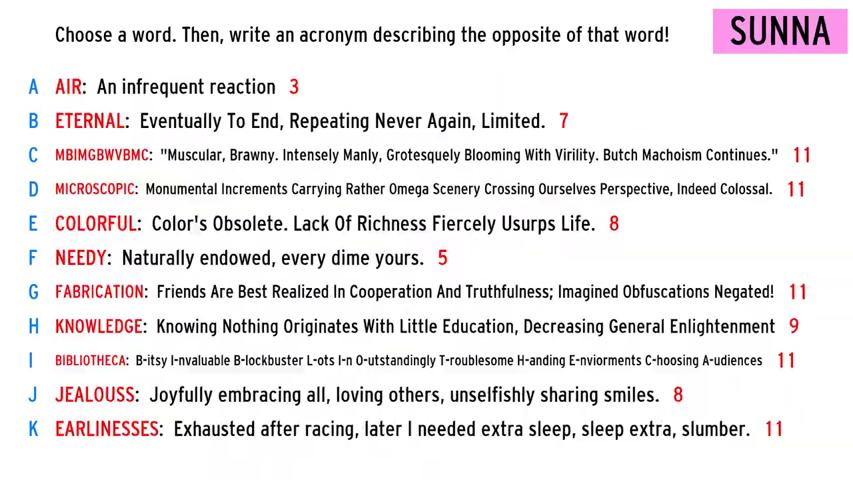 Choose a word. Then, write an acronym describing the opposite of that word!
SUNNA
A AIR: An infrequent reaction 3
B ETERNAL: Eventually To End, Repeating Never Again, Limited. 7
C MBIMGBWVBMC: "Muscular, Brawny. Intensely Manly, Grotesquely Blooming With Virility. Butch Machoism Continues." 11
D MICROSCOPIC: Monumental Increments Carrying Rather Omega Scenery Crossing Ourselves Perspective, Indeed Colossal. 11
E COLORFUL: Color's Obsolete. Lack Of Richness Fiercely Usurps Life. 8
F NEEDY: Naturally endowed, every dime yours. 5
G FABRICATION: Friends Are Best Realized In Cooperation And Truthfulness; Imagined Obfuscations Negated! 11
H KNOWLEDGE: Knowing Nothing Originates With Little Education, Decreasing General Enlightenment 9
I BIBLIOTHECA: B-itsy I-nvaluable B-lockbuster L-ots I-n O-utstandingly T-roublesome H-anding E-nviorments C-hoosing A-udiences 11
J JEALOUSS: Joyfully embracing all, loving others, unselfishly sharing smiles. 8
K EARLINESSES: Exhausted after racing, later I needed extra sleep, sleep extra, slumber. 11